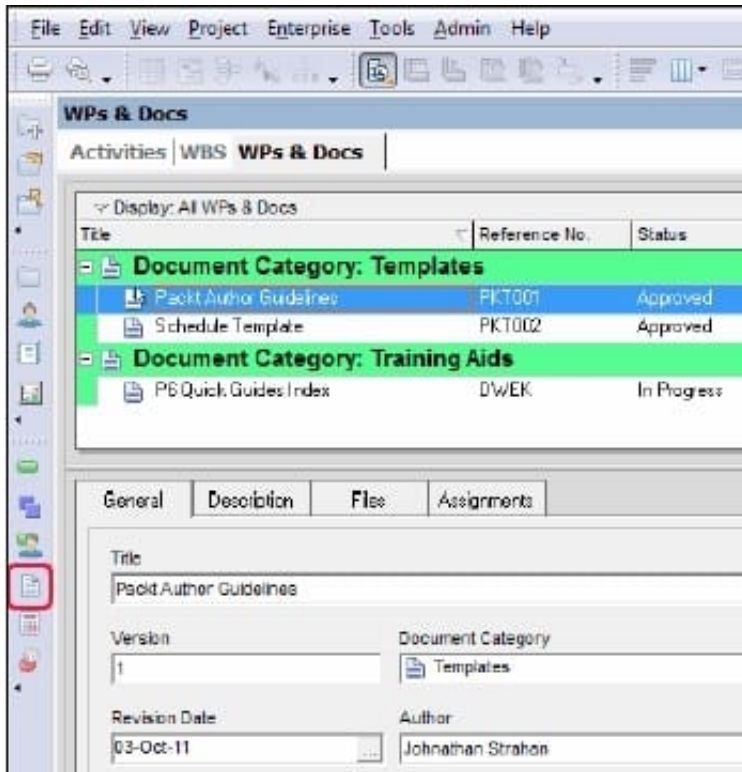 File Edit View Project Enterprise Tools Admin Help
WPs & Docs
Activities WBS WPs & Docs
Display: All WPs & Docs
Title Reference No. Status
Document Category: Templates
Packt Author Guidelines PKT001 Approved
Schedule Template PKT002 Approved
Document Category: Training Aids
P6 Quick Guides Index DWEK In Progress
General Description Files Assignments
Title
Packt Author Guidelines
Version Document Category
1 Templates
Revision Date Author
03-Oct-11 ... Johnathan Strahan